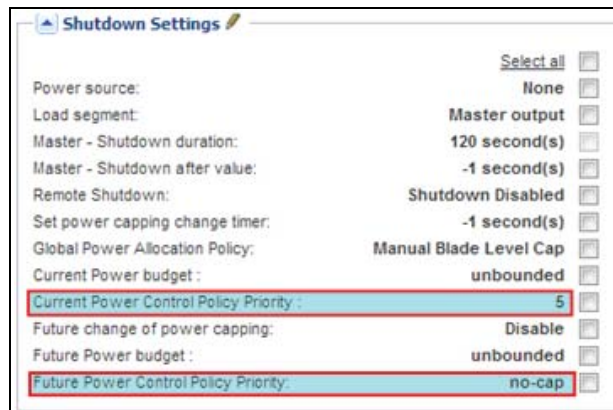 Shutdown Settings
Select all
Power source: None
Load segment: Master output
Master - Shutdown duration: 120 second(s)
Master - Shutdown after value: -1 second(s)
Remote Shutdown: Shutdown Disabled
Set power capping change timer: -1 second(s)
Global Power Allocation Policy: Manual Blade Level Cap
Current Power budget : unbounded
Current Power Control Policy Priority : 5
Future change of power capping: Disable
Future Power budget : unbounded
Future Power Control Policy Priority: no-cap